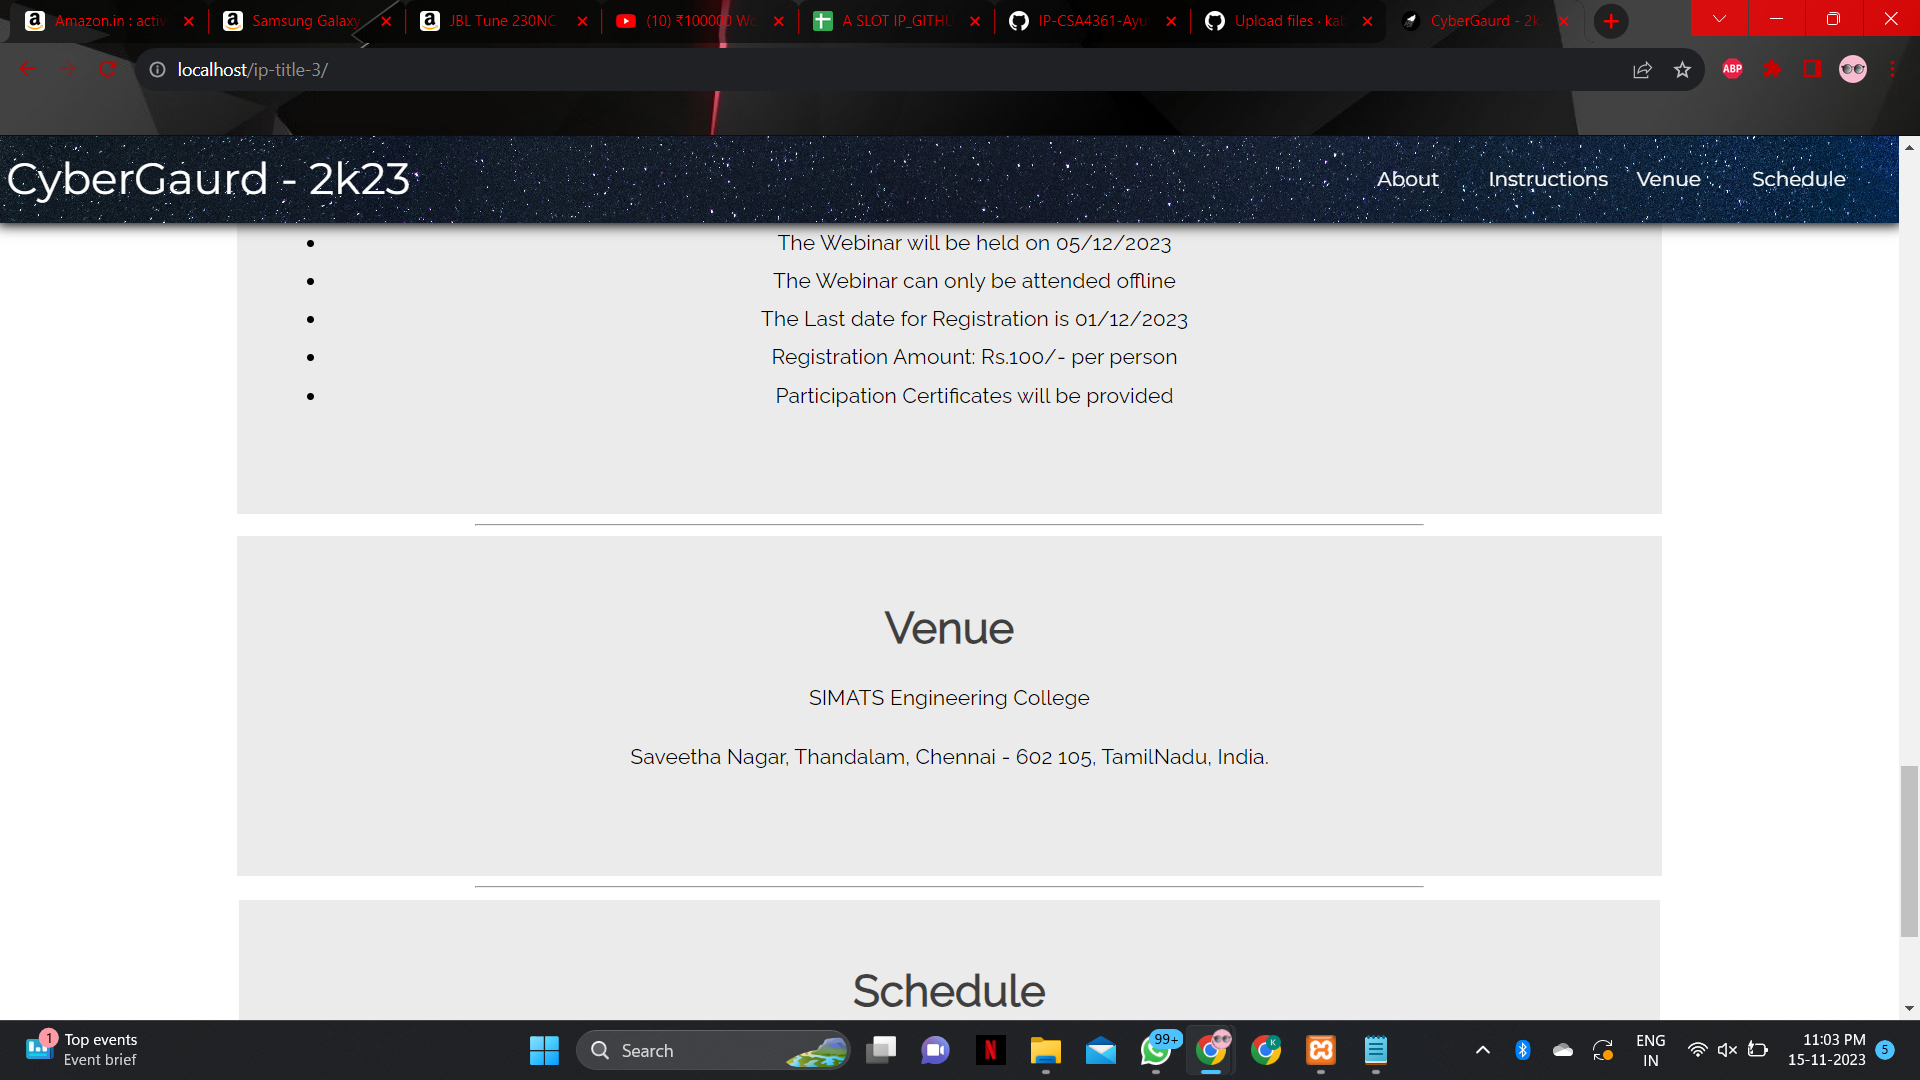 Amazon.in : activ
Samsung Galaxy
JBL Tune 230NC
(10) ₹100000 Wo
A SLOT IP_GITHU
IP-CSA4361-Ayu
Upload files · kal
CyberGaurd - 2k
localhost/ip-title-3/
ABP
CyberGaurd - 2k23
About
Instructions
Venue
Schedule
• The Webinar will be held on 05/12/2023
• The Webinar can only be attended offline
• The Last date for Registration is 01/12/2023
• Registration Amount: Rs.100/- per person
• Participation Certificates will be provided
Venue
SIMATS Engineering College
Saveetha Nagar, Thandalam, Chennai - 602 105, TamilNadu, India.
Schedule
1
Top events
Event brief
Search
99+
K
ENG
IN
11:03 PM
15-11-2023
5